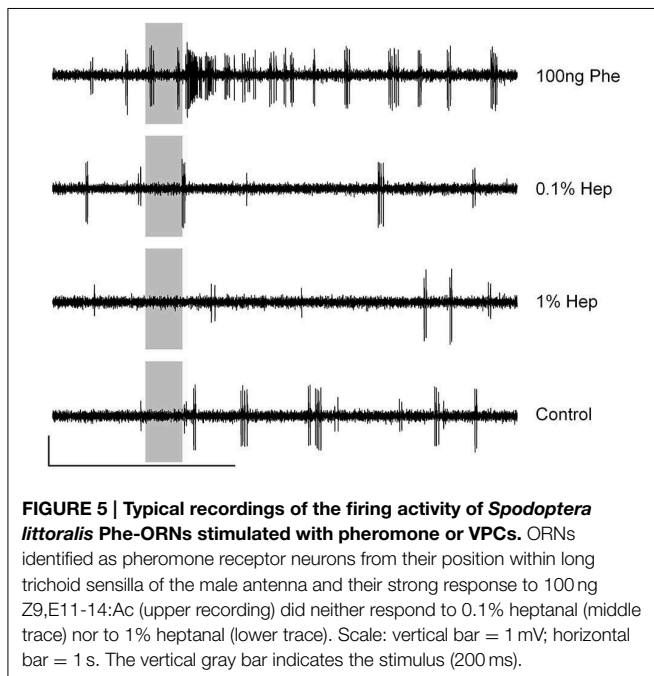 100ng Phe
0.1% Hep
1% Hep
Control
FIGURE 5 | Typical recordings of the firing activity of Spodoptera
littoralis Phe-ORNs stimulated with pheromone or VPCs. ORNs
identified as pheromone receptor neurons from their position within long
trichoid sensilla of the male antenna and their strong response to 100 ng
Z9,E11-14:Ac (upper recording) did neither respond to 0.1% heptanal (middle
trace) nor to 1% heptanal (lower trace). Scale: vertical bar = 1 mV; horizontal
bar = 1 s. The vertical gray bar indicates the stimulus (200 ms).